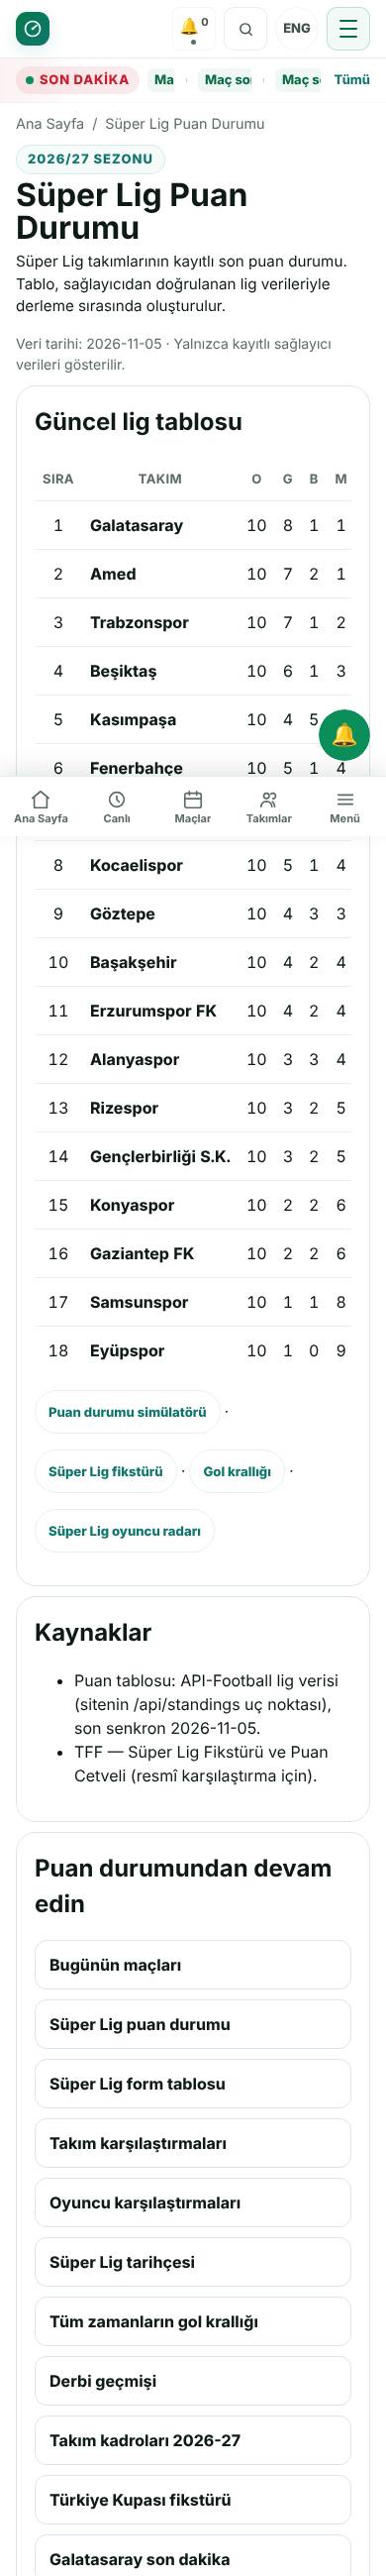 🔔 0
ENG
SON DAKİKA
Ma
Maç so
Maç s
Tümü
Ana Sayfa / Süper Lig Puan Durumu
2026/27 SEZONU
Süper Lig Puan
Durumu
Süper Lig takımlarının kayıtlı son puan durumu.
Tablo, sağlayıcıdan doğrulanan lig verileriyle
derleme sırasında oluşturulur.
Veri tarihi: 2026-11-05 · Yalnızca kayıtlı sağlayıcı
verileri gösterilir.
Güncel lig tablosu
SIRA TAKIM O G B M
1 Galatasaray 10 8 1 1
2 Amed 10 7 2 1
3 Trabzonspor 10 7 1 2
4 Beşiktaş 10 6 1 3
5 Kasımpaşa 10 4 5
6 Fenerbahçe 10 5 1 4
Ana Sayfa Canlı Maçlar Takımlar Menü
8 Kocaelispor 10 5 1 4
9 Göztepe 10 4 3 3
10 Başakşehir 10 4 2 4
11 Erzurumspor FK 10 4 2 4
12 Alanyaspor 10 3 3 4
13 Rizespor 10 3 2 5
14 Gençlerbirliği S.K. 10 3 2 5
15 Konyaspor 10 2 2 6
16 Gaziantep FK 10 2 2 6
17 Samsunspor 10 1 1 8
18 Eyüpspor 10 1 0 9
Puan durumu simülatörü ·
Süper Lig fikstürü · Gol krallığı ·
Süper Lig oyuncu radarı
Kaynaklar
• Puan tablosu: API-Football lig verisi
(sitenin /api/standings uç noktası),
son senkron 2026-11-05.
• TFF — Süper Lig Fikstürü ve Puan
Cetveli (resmî karşılaştırma için).
Puan durumundan devam
edin
Bugünün maçları
Süper Lig puan durumu
Süper Lig form tablosu
Takım karşılaştırmaları
Oyuncu karşılaştırmaları
Süper Lig tarihçesi
Tüm zamanların gol krallığı
Derbi geçmişi
Takım kadroları 2026-27
Türkiye Kupası fikstürü
Galatasaray son dakika